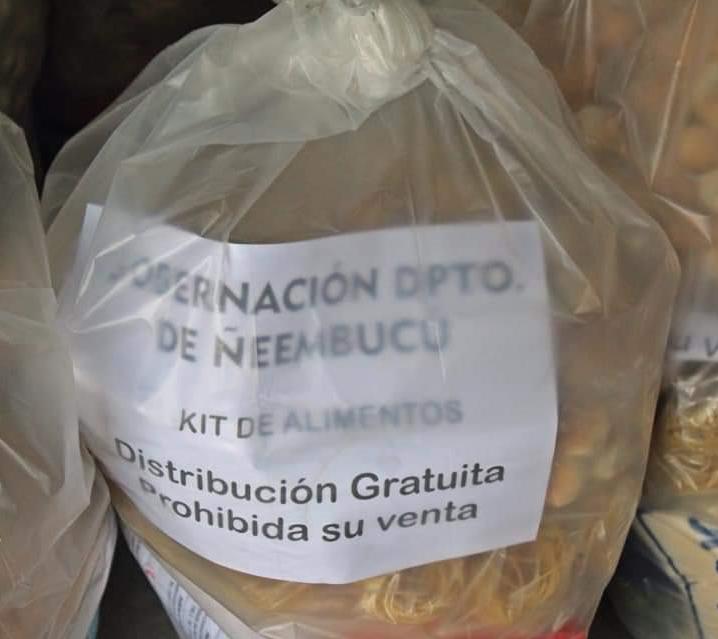 GOBERNACIÓN DPTO.
DE ÑEEMBUCU
KIT DE ALIMENTOS
Distribución Gratuita
Prohibida su venta